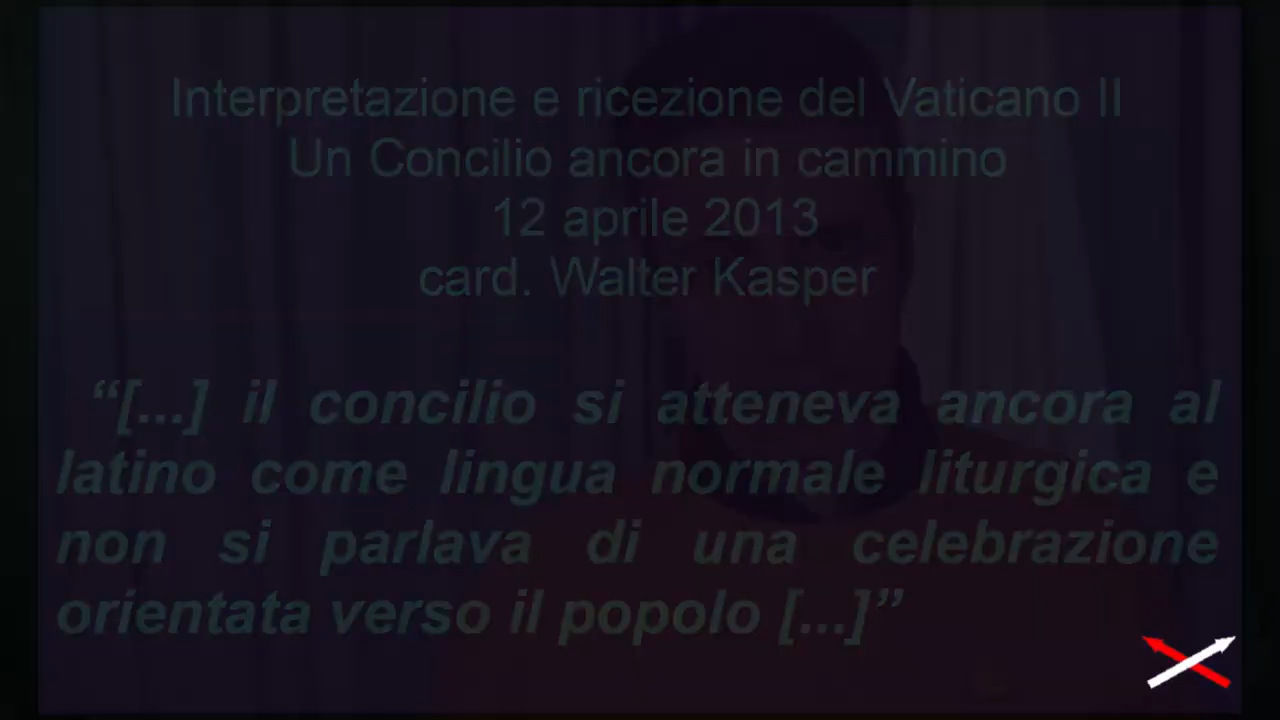 Interpretazione e ricezione del Vaticano II
Un Concilio ancora in cammino
12 aprile 2013
card. Walter Kasper
“[...] il concilio si atteneva ancora al
latino come lingua normale liturgica e
non si parlava di una celebrazione
orientata verso il popolo [...]”